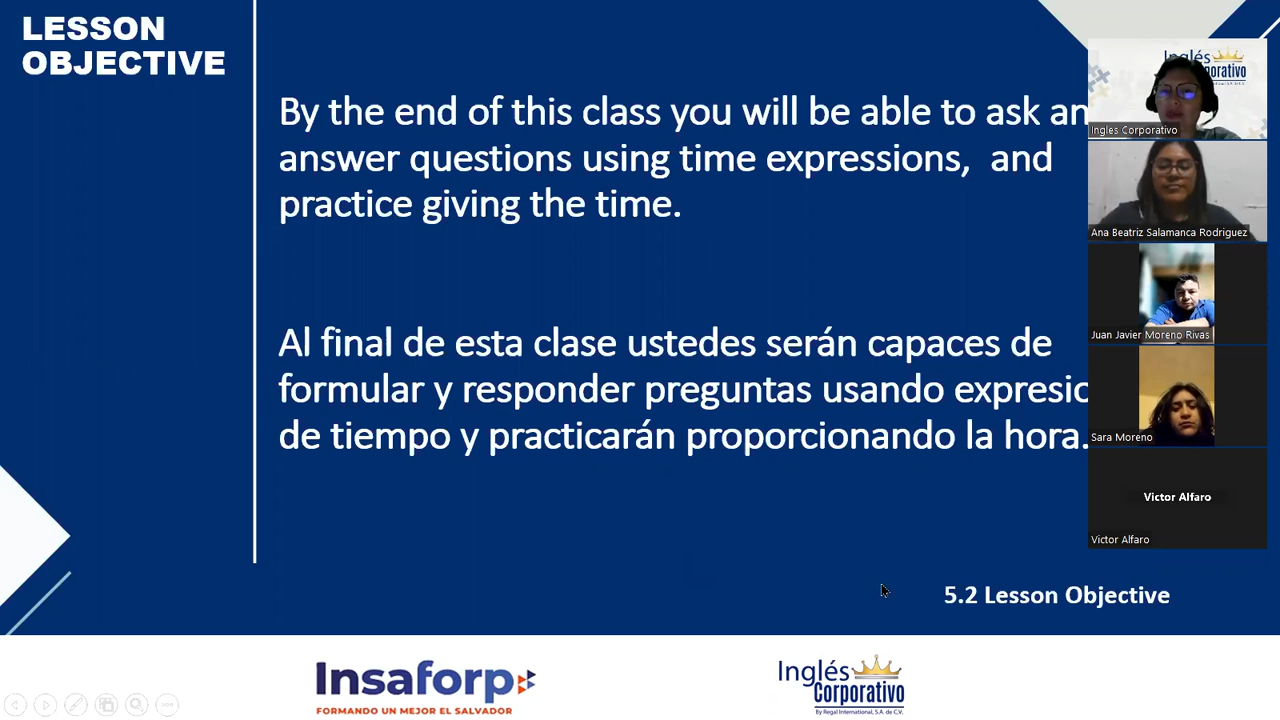 LESSON
OBJECTIVE
By the end of this class you will be able to ask an
answer questions using time expressions, and
practice giving the time.
Al final de esta clase ustedes serán capaces de
formular y responder preguntas usando expresio
de tiempo y practicarán proporcionando la hora.
5.2 Lesson Objective
Insaforp
FORMANDO UN MEJOR EL SALVADOR
Inglés
Corporativo
By Regal International, S.A. de C.V.
Inglés
Ingles Corporativo
Ana Beatriz Salamanca Rodriguez
Juan Javier Moreno Rivas
Sara Moreno
Victor Alfaro
Victor Alfaro